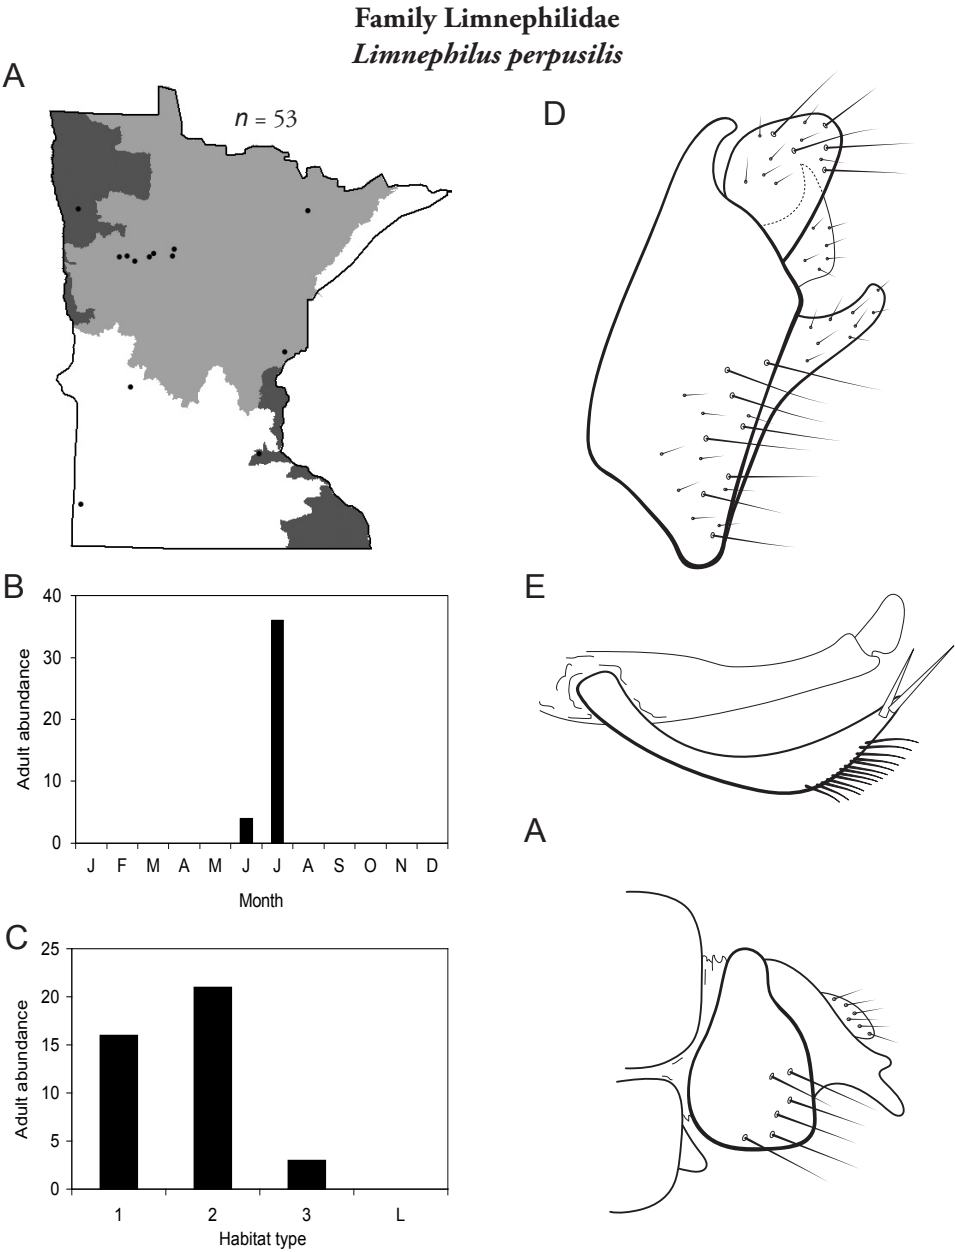 Family Limnephilidae
Limnephilus perpusilis
A
n = 53
D
B
40
30
20
10
0
Adult abundance
J F M A M J J A S O N D
Month
E
A
C
25
20
15
10
5
0
Adult abundance
1 2 3 L
Habitat type